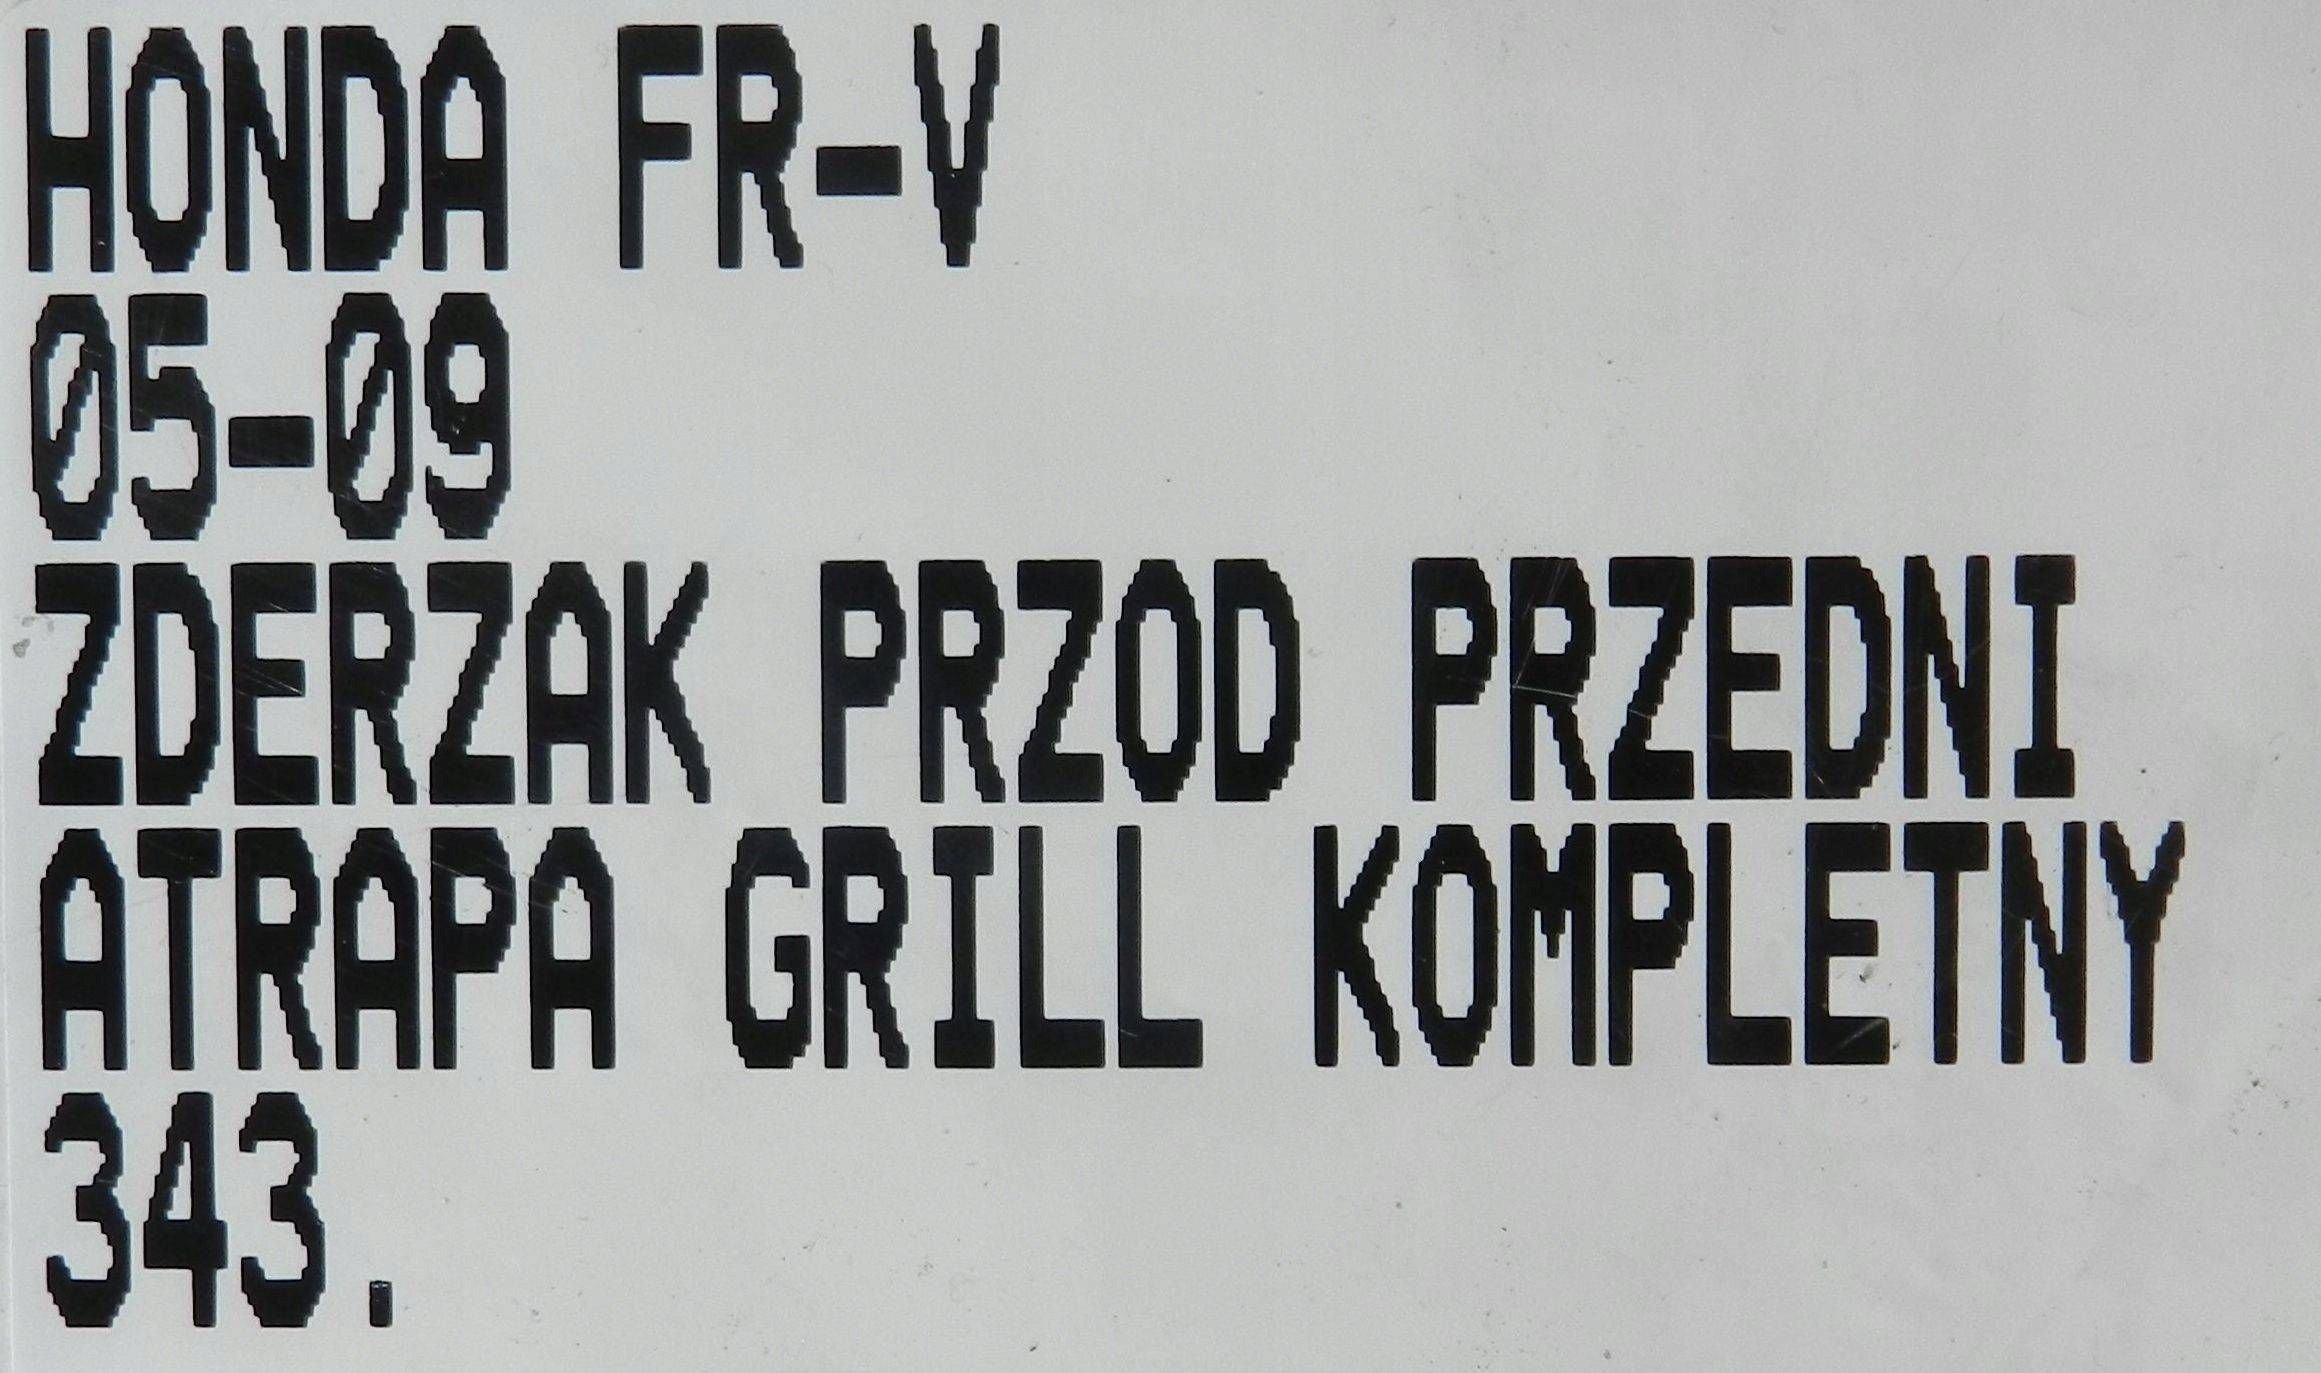 HONDA FR-V
05-09
ZDERZAK PRZOD PRZEDNI
ATRAPA GRILL KOMPLETNY
343.